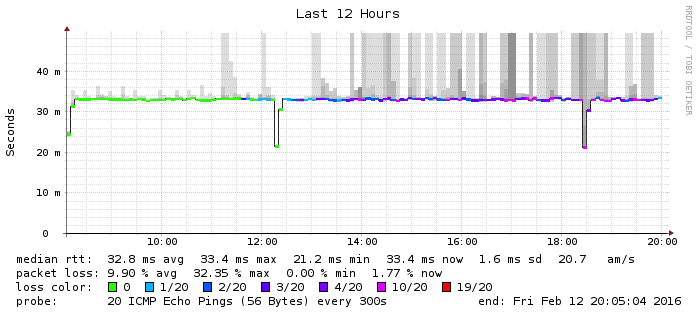 Last 12 Hours
RRDTOOL / TOBI OETIKER
Seconds
40 m
30 m
20 m
10 m
0
10:00 12:00 14:00 16:00 18:00 20:00
median rtt: 32.8 ms avg 33.4 ms max 21.2 ms min 33.4 ms now 1.6 ms sd 20.7 am/s
packet loss: 9.90 % avg 32.35 % max 0.00 % min 1.77 % now
loss color: 0 1/20 2/20 3/20 4/20 10/20 19/20
probe: 20 ICMP Echo Pings (56 Bytes) every 300s end: Fri Feb 12 20:05:04 2016